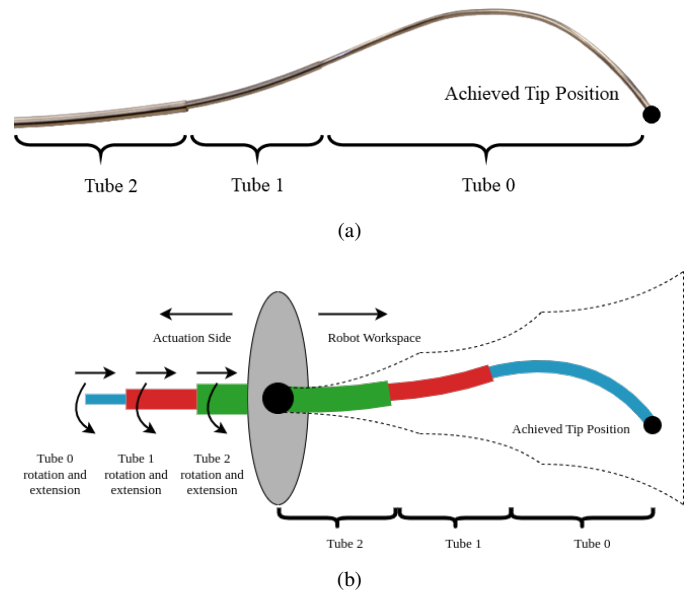 Achieved Tip Position
Tube 2
Tube 1
Tube 0
(a)
Actuation Side
Robot Workspace
Achieved Tip Position
Tube 0
rotation and
extension
Tube 1
rotation and
extension
Tube 2
rotation and
extension
Tube 2
Tube 1
Tube 0
(b)